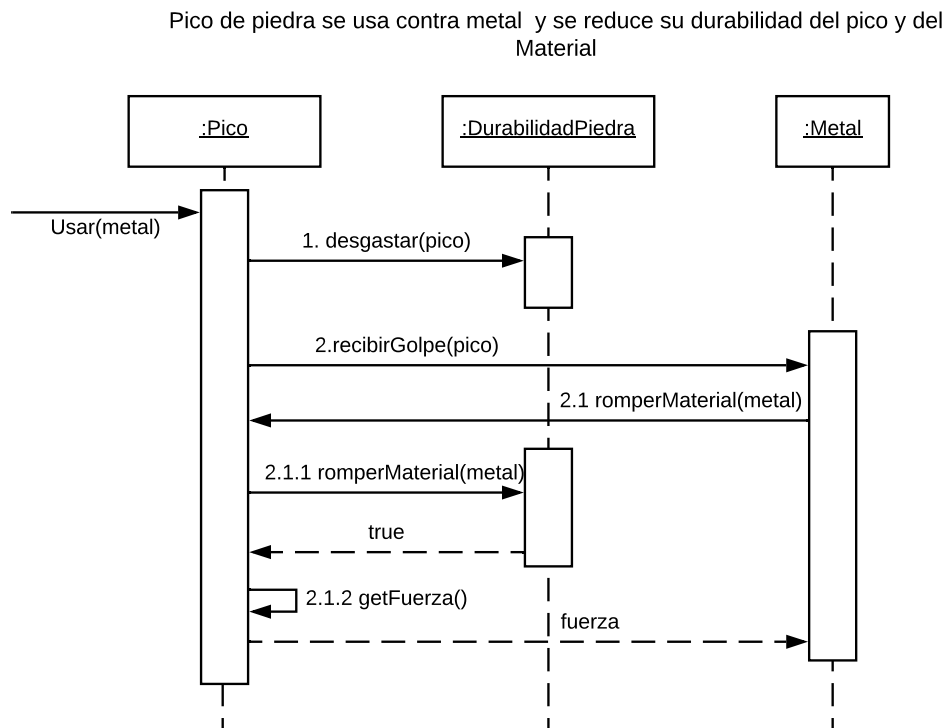 Pico de piedra se usa contra metal  y se reduce su durabilidad del pico y del
Material
:Pico
:DurabilidadPiedra
:Metal
Usar(metal)
1. desgastar(pico)
2.recibirGolpe(pico)
2.1 romperMaterial(metal)
2.1.1 romperMaterial(metal)
true
2.1.2 getFuerza()
fuerza